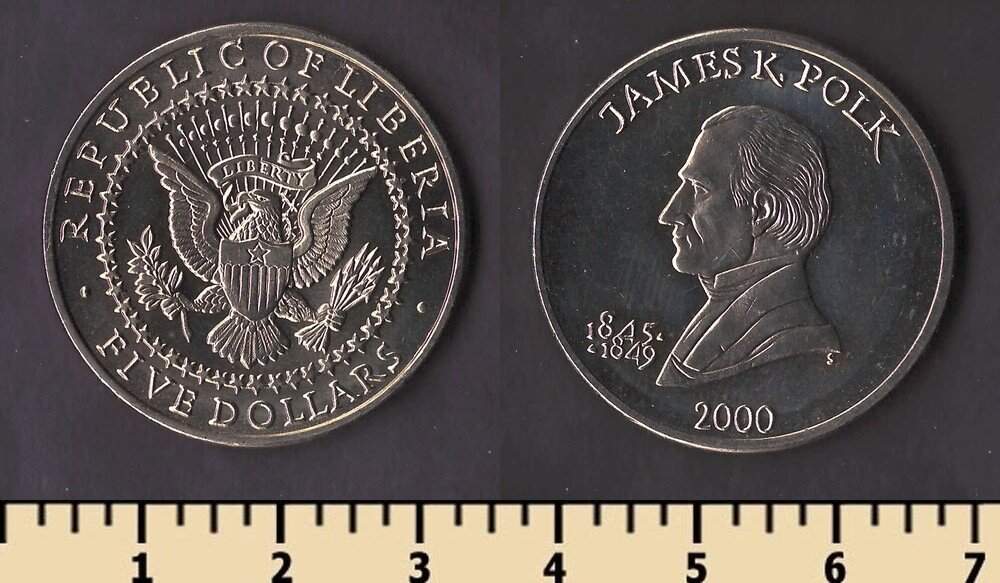 REPUBLIC OF LIBERIA
LIBERTY
FIVE DOLLARS
JAMES K. POLK
1845·
·1849
S
2000
1 2 3 4 5 6 7